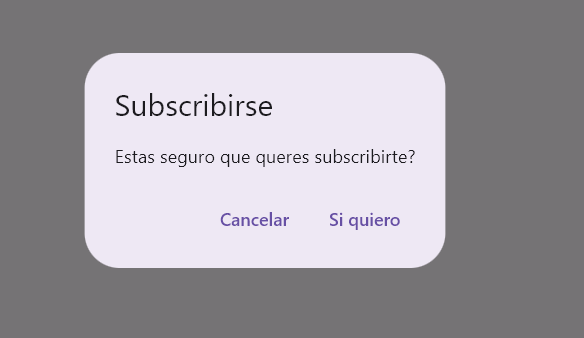 Subscribirse
Estas seguro que queres subscribirte?
Cancelar Si quiero